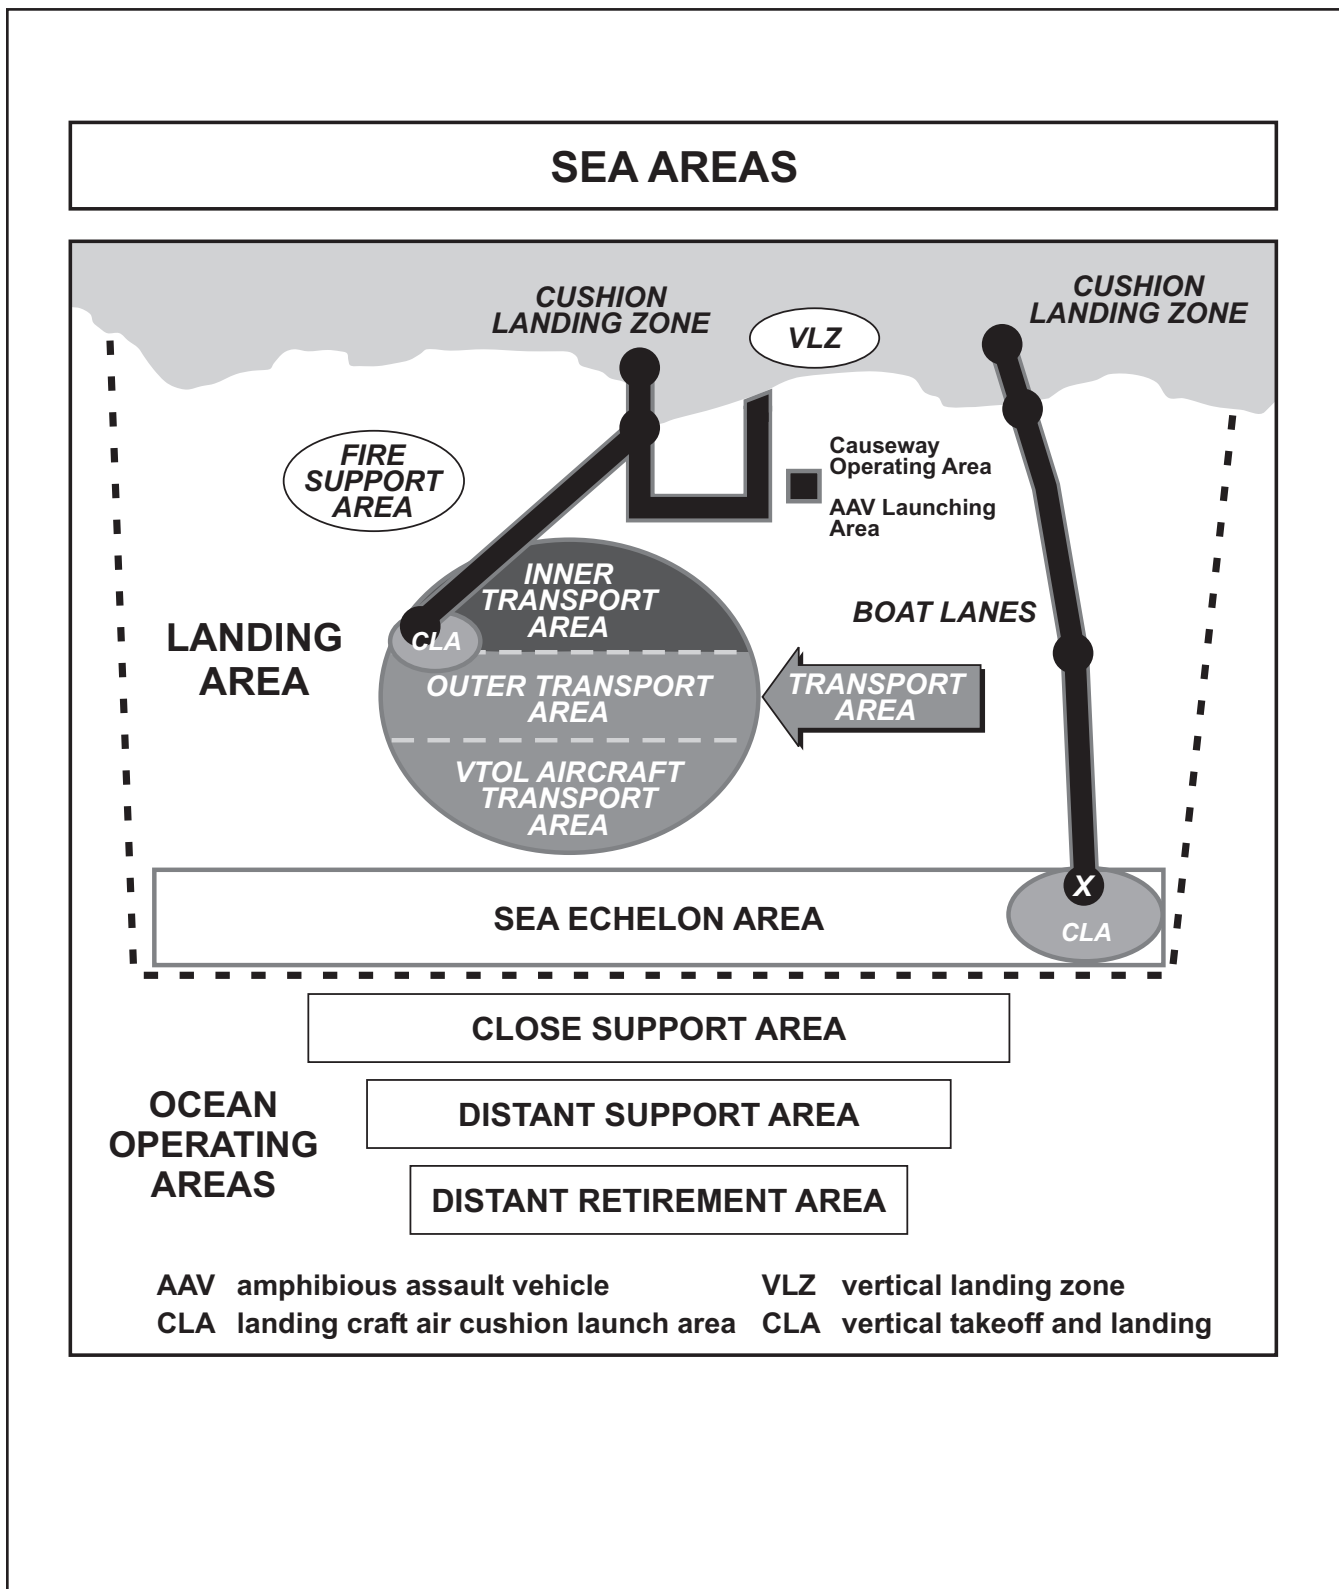 SEA AREAS
CUSHION
LANDING ZONE
CUSHION
LANDING ZONE
VLZ
FIRE
SUPPORT
AREA
Causeway
Operating Area
AAV Launching
Area
INNER
TRANSPORT
AREA
BOAT LANES
LANDING
AREA
CLA
OUTER TRANSPORT
AREA
TRANSPORT
AREA
VTOL AIRCRAFT
TRANSPORT
AREA
X
SEA ECHELON AREA
CLA
CLOSE SUPPORT AREA
OCEAN
OPERATING
AREAS
DISTANT SUPPORT AREA
DISTANT RETIREMENT AREA
AAV amphibious assault vehicle
VLZ vertical landing zone
CLA landing craft air cushion launch area
CLA vertical takeoff and landing